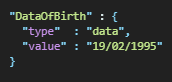 "DataOfBirth" : {
"type" : "data",
"value" : "19/02/1995"
}